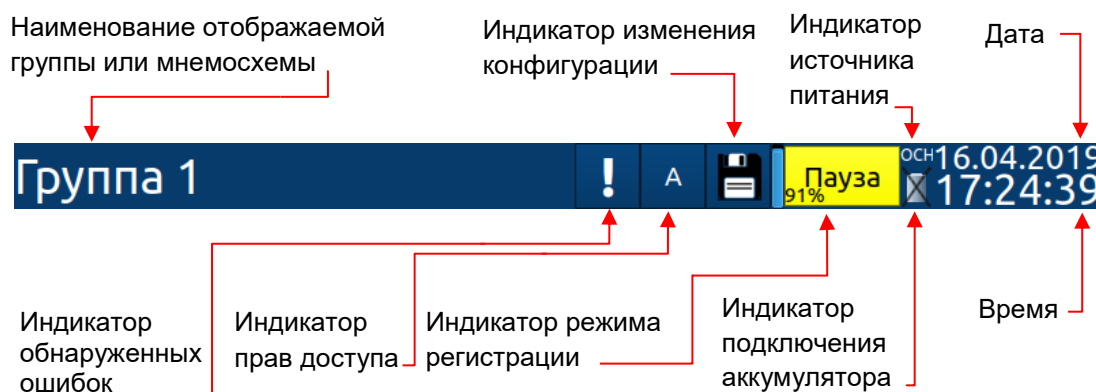 Наименование отображаемой
группы или мнемосхемы
Индикатор изменения
конфигурации
Индикатор
источника
питания
Дата
Группа 1
!
А
91%
Пауза
ОСН
16.04.2019
17:24:39
Индикатор
обнаруженных
ошибок
Индикатор
прав доступа
Индикатор режима
регистрации
Индикатор
подключения
аккумулятора
Время